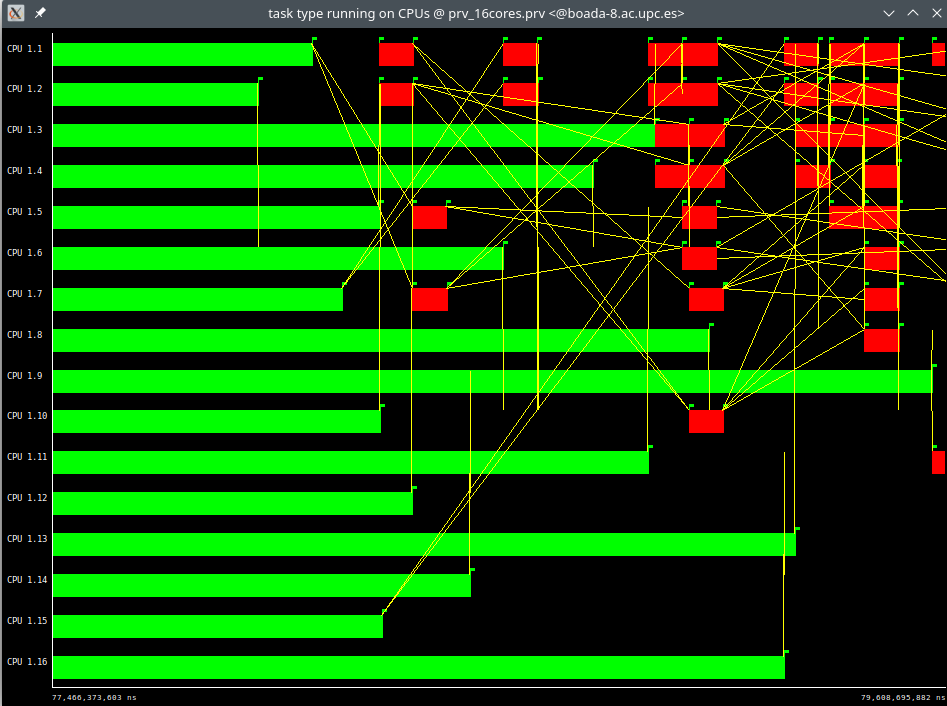 task type running on CPUs @ prv_16cores.prv <@boada-8.ac.upc.es>
CPU 1.1
CPU 1.2
CPU 1.3
CPU 1.4
CPU 1.5
CPU 1.6
CPU 1.7
CPU 1.8
CPU 1.9
CPU 1.10
CPU 1.11
CPU 1.12
CPU 1.13
CPU 1.14
CPU 1.15
CPU 1.16
77,466,373,603 ns 79,608,695,882 ns